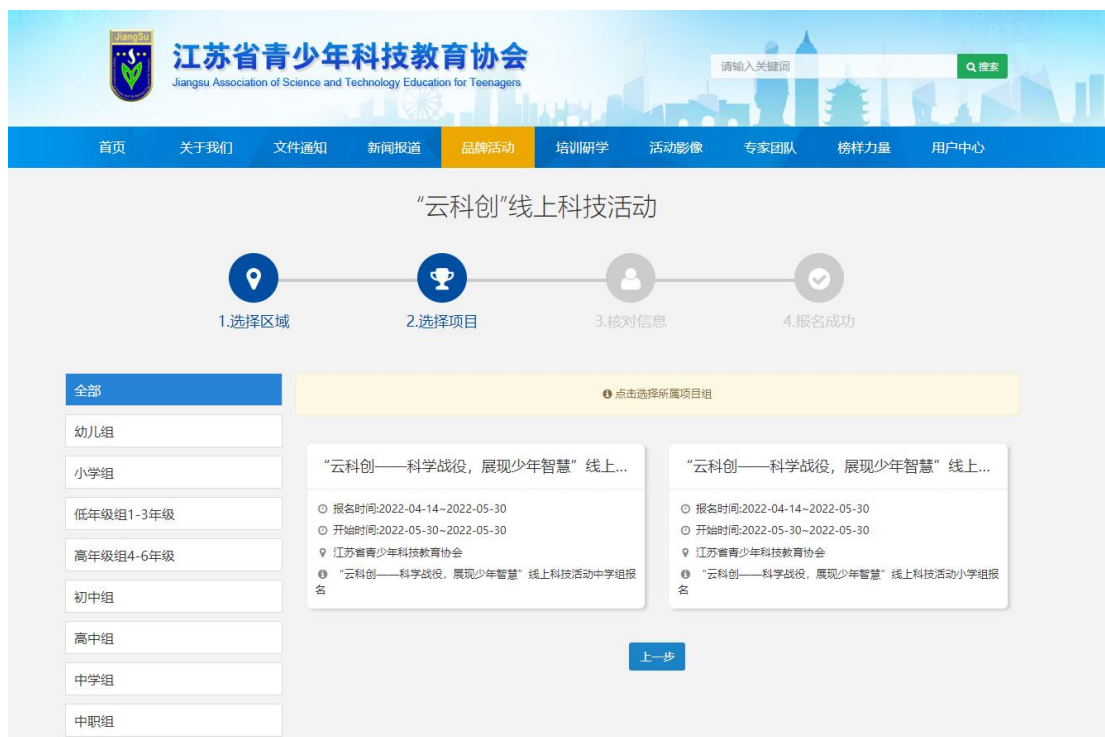 JiangSu
江苏省青少年科技教育协会
Jiangsu Association of Science and Technology Education for Teenagers
请输入关键词
搜索
首页 关于我们 文件通知 新闻报道 品牌活动 培训研学 活动影像 专家团队 榜样力量 用户中心
“云科创”线上科技活动
1.选择区域 2.选择项目 3.核对信息 4.报名成功
全部
幼儿组
小学组
低年级组1-3年级
高年级组4-6年级
初中组
高中组
中学组
中职组
点击选择所属项目组
“云科创——科学战役，展现少年智慧”线上...
报名时间:2022-04-14~2022-05-30
开始时间:2022-05-30~2022-05-30
江苏省青少年科技教育协会
“云科创——科学战役，展现少年智慧”线上科技活动中学组报
名
“云科创——科学战役，展现少年智慧”线上...
报名时间:2022-04-14~2022-05-30
开始时间:2022-05-30~2022-05-30
江苏省青少年科技教育协会
“云科创——科学战役，展现少年智慧”线上科技活动小学组报
名
上一步